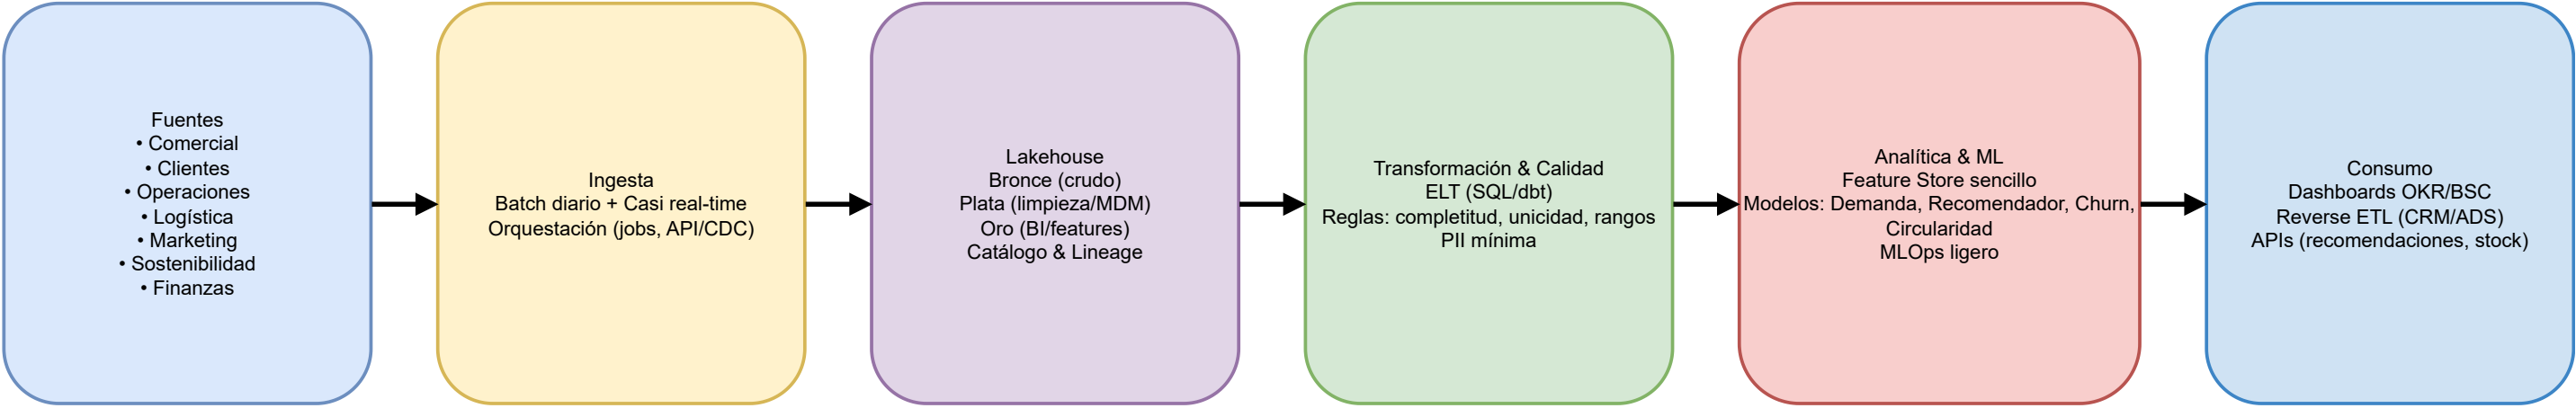 Fuentes
• Comercial
• Clientes
• Operaciones
• Logística
• Marketing
• Sostenibilidad
• Finanzas
Ingesta
Batch diario + Casi real-time
Orquestación (jobs, API/CDC)
Lakehouse
Bronce (crudo)
Plata (limpieza/MDM)
Oro (BI/features)
Catálogo & Lineage
Transformación & Calidad
ELT (SQL/dbt)
Reglas: completitud, unicidad, rangos
PII mínima
Analítica & ML
Feature Store sencillo
Modelos: Demanda, Recomendador, Churn,
Circularidad
MLOps ligero
Consumo
Dashboards OKR/BSC
Reverse ETL (CRM/ADS)
APIs (recomendaciones, stock)